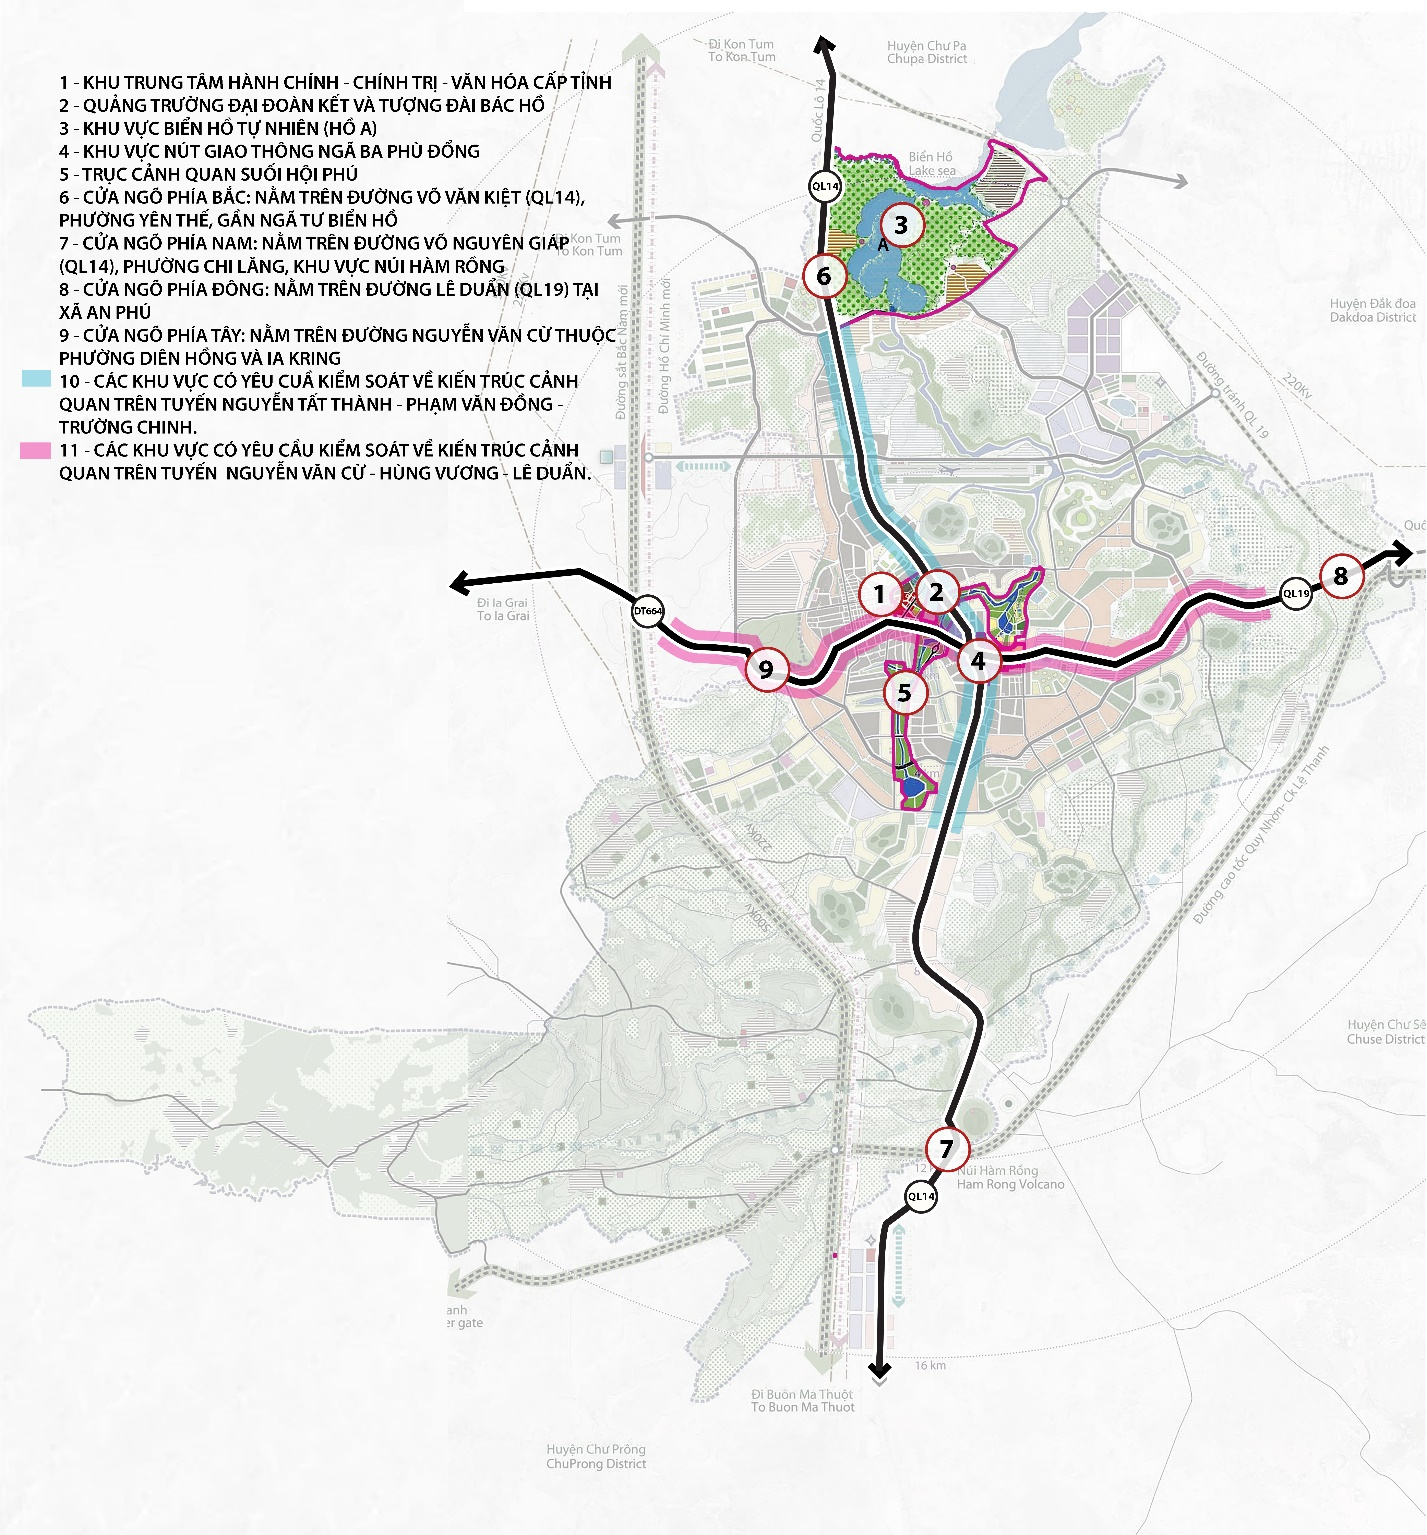 1 - KHU TRUNG TÂM HÀNH CHÍNH - CHÍNH TRỊ - VĂN HÓA CẤP TỈNH
2 - QUẢNG TRƯỜNG ĐẠI ĐOÀN KẾT VÀ TƯỢNG ĐÀI BÁC HỒ
3 - KHU VỰC BIỂN HỒ TỰ NHIÊN (HỒ A)
4 - KHU VỰC NÚT GIAO THÔNG NGÃ BA PHÙ ĐỔNG
5 - TRỤC CẢNH QUAN SUỐI HỘI PHÚ
6 - CỬA NGÕ PHÍA BẮC: NẰM TRÊN ĐƯỜNG VÕ VĂN KIỆT (QL14),
PHƯỜNG YÊN THẾ, GẦN NGÃ TƯ BIỂN HỒ
7 - CỬA NGÕ PHÍA NAM: NẰM TRÊN ĐƯỜNG VÕ NGUYÊN GIÁP
(QL14), PHƯỜNG CHI LĂNG, KHU VỰC NÚI HÀM RỒNG
8 - CỬA NGÕ PHÍA ĐÔNG: NẰM TRÊN ĐƯỜNG LÊ DUẨN (QL19) TẠI
XÃ AN PHÚ
9 - CỬA NGÕ PHÍA TÂY: NẰM TRÊN ĐƯỜNG NGUYỄN VĂN CỪ THUỘC
PHƯỜNG DIÊN HỒNG VÀ IA KRING
10 - CÁC KHU VỰC CÓ YÊU CUẦ KIỂM SOÁT VỀ KIẾN TRÚC CẢNH
QUAN TRÊN TUYẾN NGUYỄN TẤT THÀNH - PHẠM VĂN ĐỒNG -
TRƯỜNG CHINH.
11 - CÁC KHU VỰC CÓ YÊU CẦU KIỂM SOÁT VỀ KIẾN TRÚC CẢNH
QUAN TRÊN TUYẾN NGUYỄN VĂN CỪ - HÙNG VƯƠNG - LÊ DUẨN.
Đi Kon Tum
To Kon Tum
Huyện Chư Pa
Chupa District
Quốc Lộ 14
Biển Hồ
Lake sea
QL14
3
A
6
Đi Kon Tum
To Kon Tum
Đường sắt Bắc Nam mới
Đường Hồ Chí Minh mới
Huyện Đắk đoa
Dakdoa District
Đường tránh QL 19
220Kv
Quố
8
QL19
1
2
Đi Ia Grai
To Ia Grai
DT664
9
4
5
220KV
500KV
Đường cao tốc Quy Nhơn- Ck Lệ Thanh
Huyện Chư Sê
Chuse District
7
12
Núi Hàm Rồng
Ham Rong Volcano
QL14
anh
er gate
16 km
Đi Buôn Ma Thuột
To Buon Ma Thuot
Huyện Chư Prông
ChuProng District